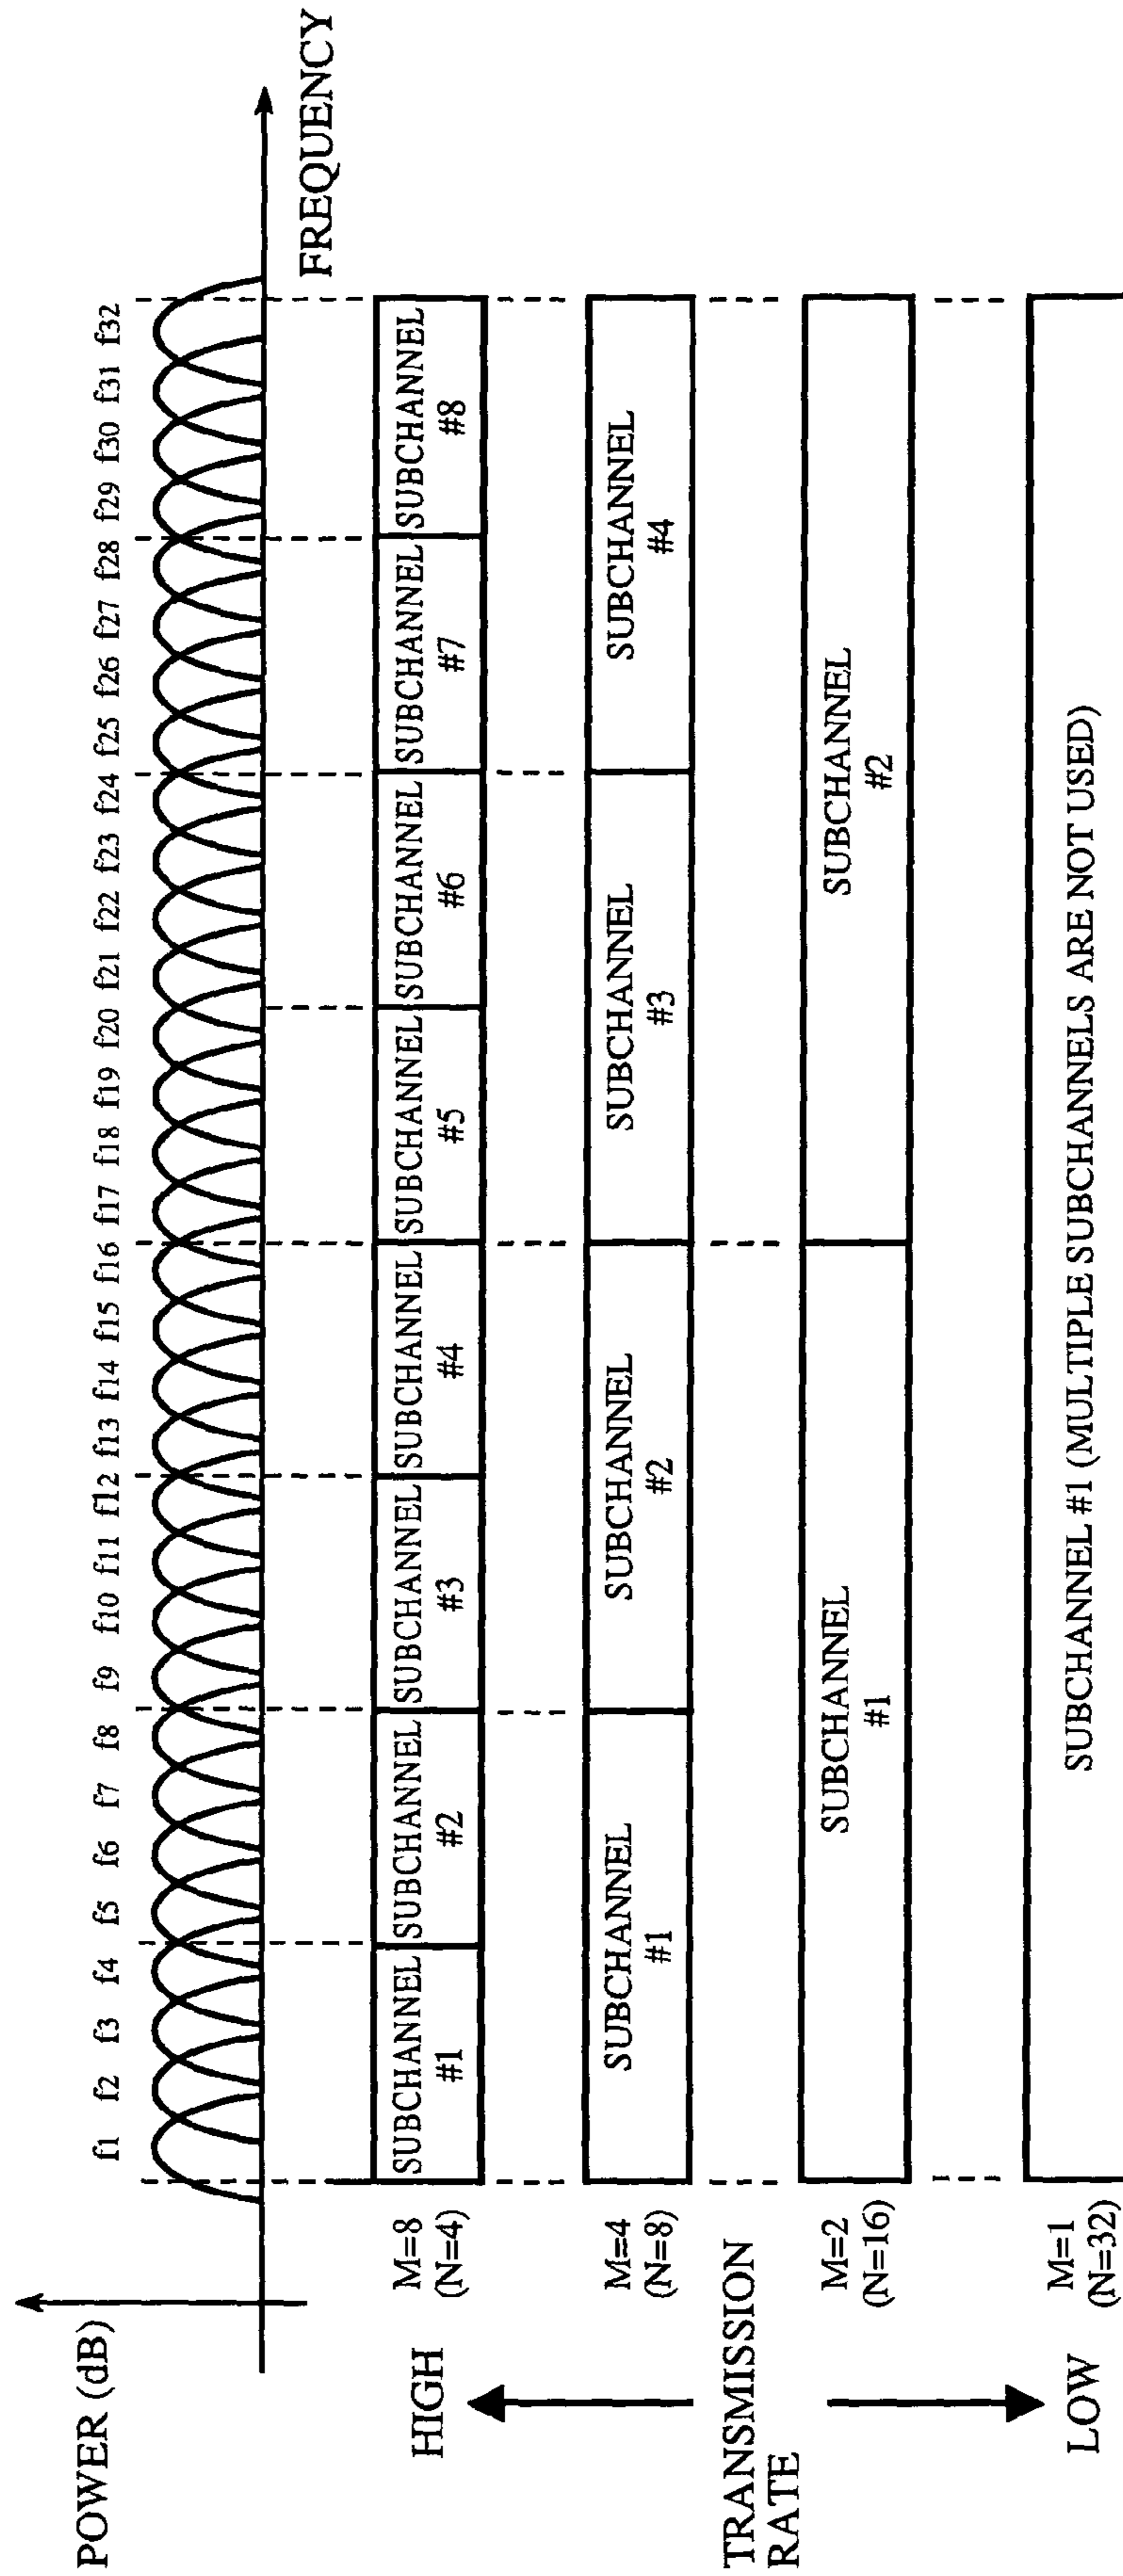 POWER (dB)
f1 f2 f3 f4 f5 f6 f7 f8 f9 f10 f11 f12 f13 f14 f15 f16 f17 f18 f19 f20 f21 f22 f23 f24 f25 f26 f27 f28 f29 f30 f31 f32
FREQUENCY
HIGH
TRANSMISSION
RATE
LOW
M=8
(N=4)
SUBCHANNEL SUBCHANNEL SUBCHANNEL SUBCHANNEL SUBCHANNEL SUBCHANNEL SUBCHANNEL SUBCHANNEL
#1 #2 #3 #4 #5 #6 #7 #8
M=4
(N=8)
SUBCHANNEL SUBCHANNEL SUBCHANNEL SUBCHANNEL
#1 #2 #3 #4
M=2
(N=16)
SUBCHANNEL SUBCHANNEL
#1 #2
M=1
(N=32)
SUBCHANNEL #1 (MULTIPLE SUBCHANNELS ARE NOT USED)